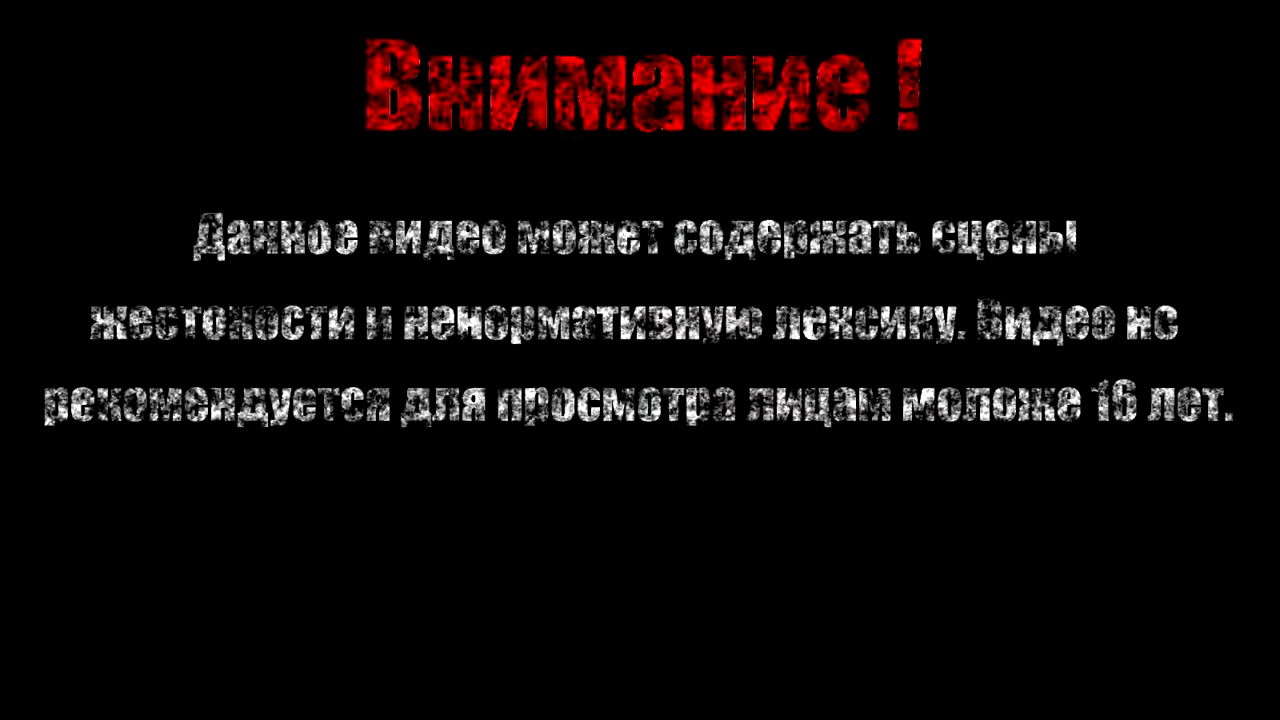 Внимание !
Данное видео может содержать сцены
жестокости и ненормативную лексику. Видео не
рекомендуется для просмотра лицам моложе 16 лет.